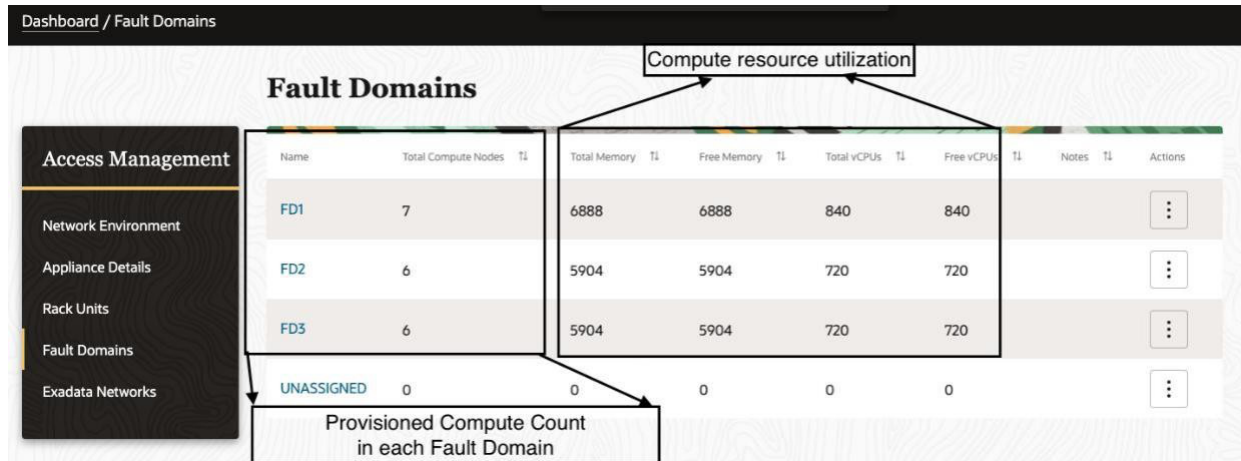 Dashboard / Fault Domains
Compute resource utilization
Fault Domains
Access Management
Network Environment
Appliance Details
Rack Units
Fault Domains
Exadata Networks
Name Total Compute Nodes Total Memory Free Memory Total vCPUs Free vCPUs Notes Actions
FD1 7 6888 6888 840 840
FD2 6 5904 5904 720 720
FD3 6 5904 5904 720 720
UNASSIGNED 0 0 0 0 0
Provisioned Compute Count
in each Fault Domain